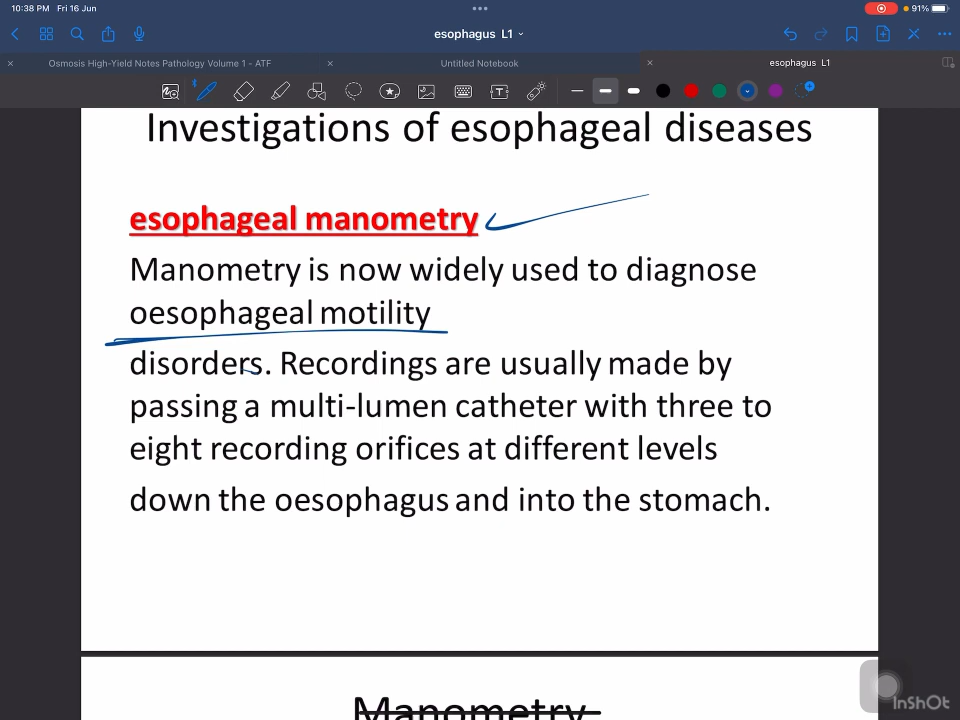 10:38 PM Fri 16 Jun
91%
esophagus L1
Osmosis High-Yield Notes Pathology Volume 1 - ATF
Untitled Notebook
esophagus L1
Investigations of esophageal diseases
esophageal manometry
Manometry is now widely used to diagnose
oesophageal motility
disorders. Recordings are usually made by
passing a multi-lumen catheter with three to
eight recording orifices at different levels
down the oesophagus and into the stomach.
Manometry
InShOt